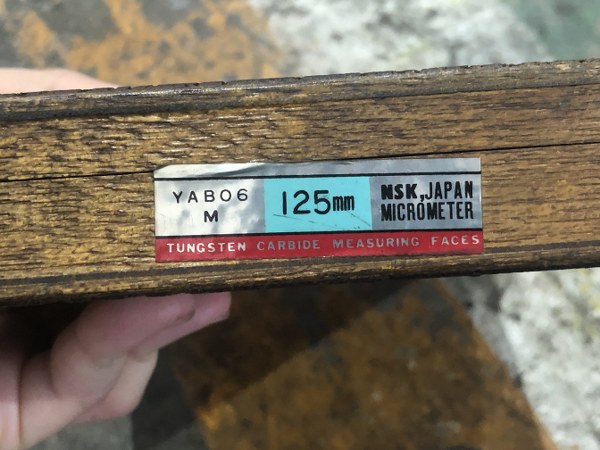 YAB06
M
125mm
NSK, JAPAN
MICROMETER
TUNGSTEN CARBIDE MEASURING FACES